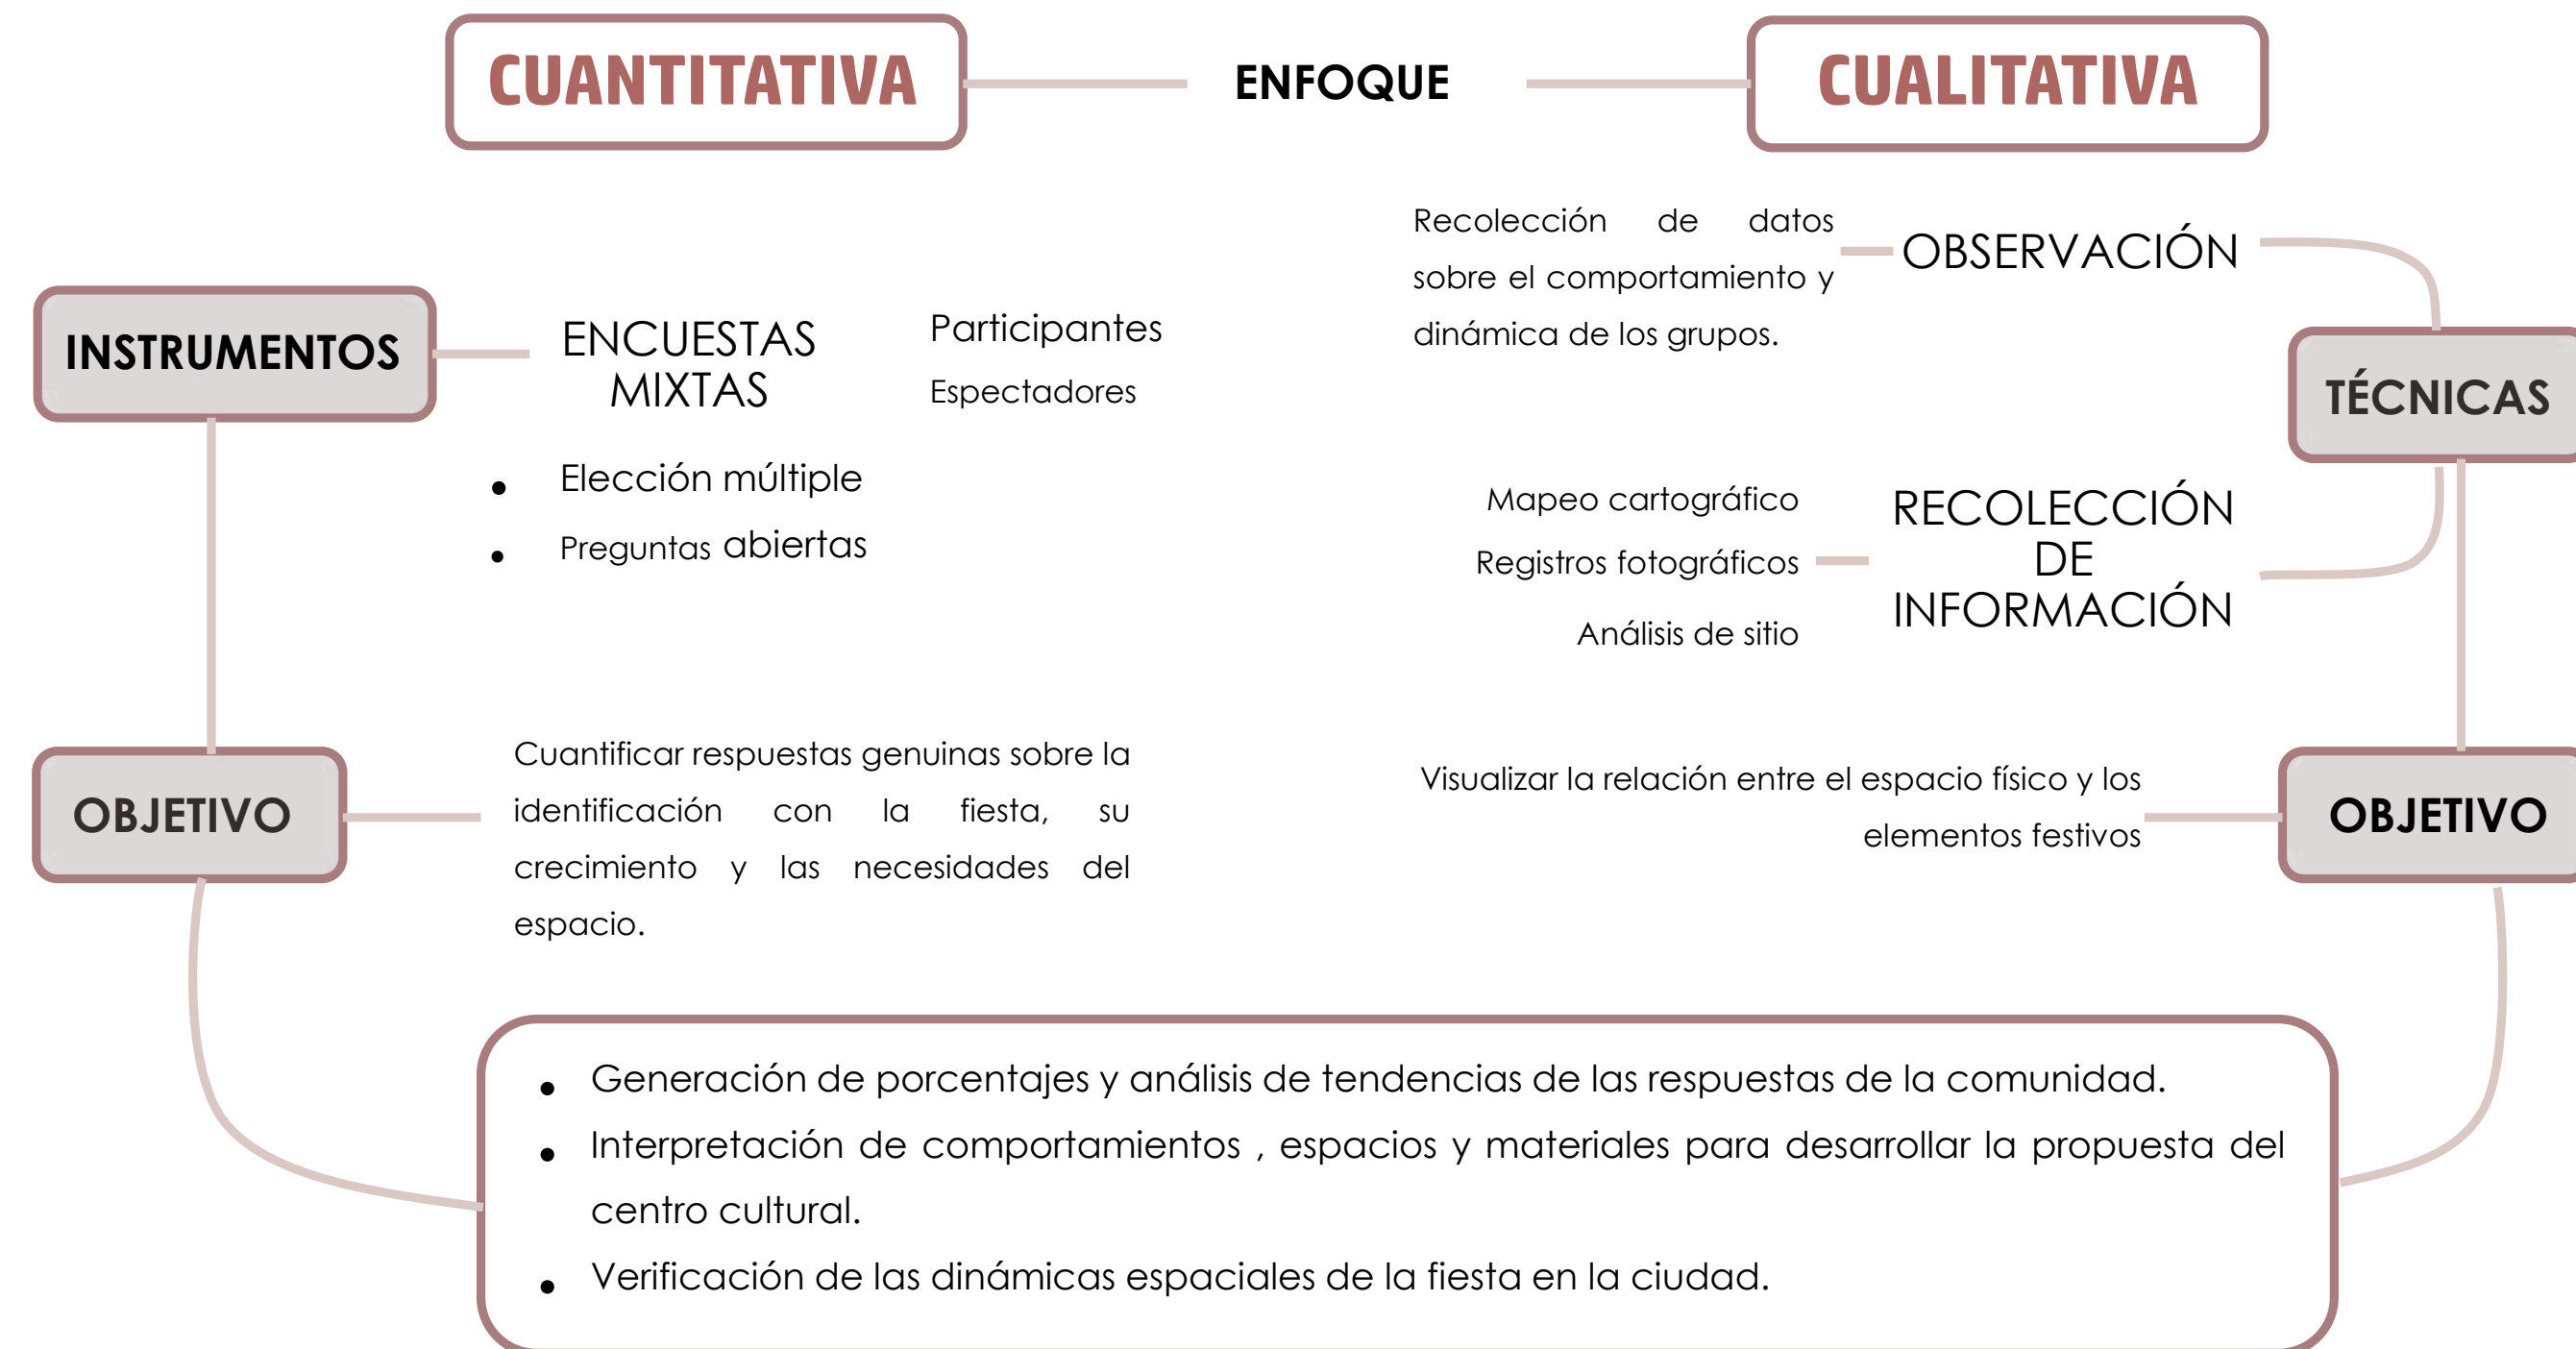 CUANTITATIVA
ENFOQUE
CUALITATIVA
INSTRUMENTOS
ENCUESTAS
MIXTAS
Participantes
Espectadores
• Elección múltiple
• Preguntas abiertas
OBJETIVO
Cuantificar respuestas genuinas sobre la
identificación con la fiesta, su
crecimiento y las necesidades del
espacio.
Recolección de datos
sobre el comportamiento y
dinámica de los grupos.
OBSERVACIÓN
TÉCNICAS
Mapeo cartográfico
Registros fotográficos
Análisis de sitio
RECOLECCIÓN
DE
INFORMACIÓN
Visualizar la relación entre el espacio físico y los
elementos festivos
OBJETIVO
• Generación de porcentajes y análisis de tendencias de las respuestas de la comunidad.
• Interpretación de comportamientos , espacios y materiales para desarrollar la propuesta del
centro cultural.
• Verificación de las dinámicas espaciales de la fiesta en la ciudad.